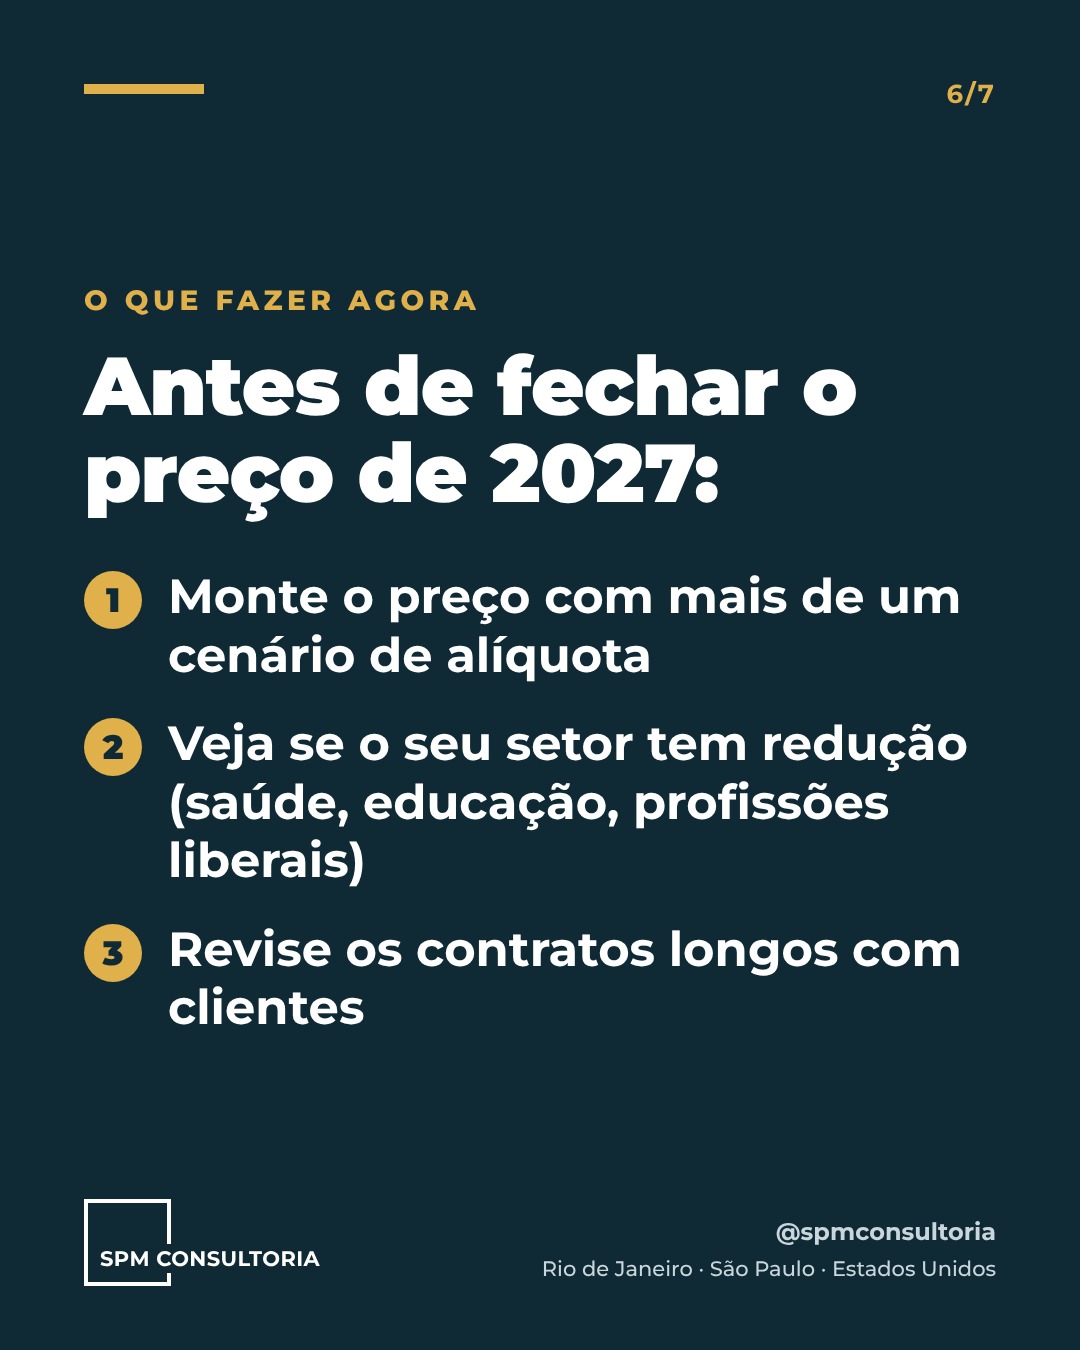 6/7
O QUE FAZER AGORA
Antes de fechar o
preço de 2027:
1 Monte o preço com mais de um
cenário de alíquota
2 Veja se o seu setor tem redução
(saúde, educação, profissões
liberais)
3 Revise os contratos longos com
clientes
SPM CONSULTORIA
@spmconsultoria
Rio de Janeiro · São Paulo · Estados Unidos